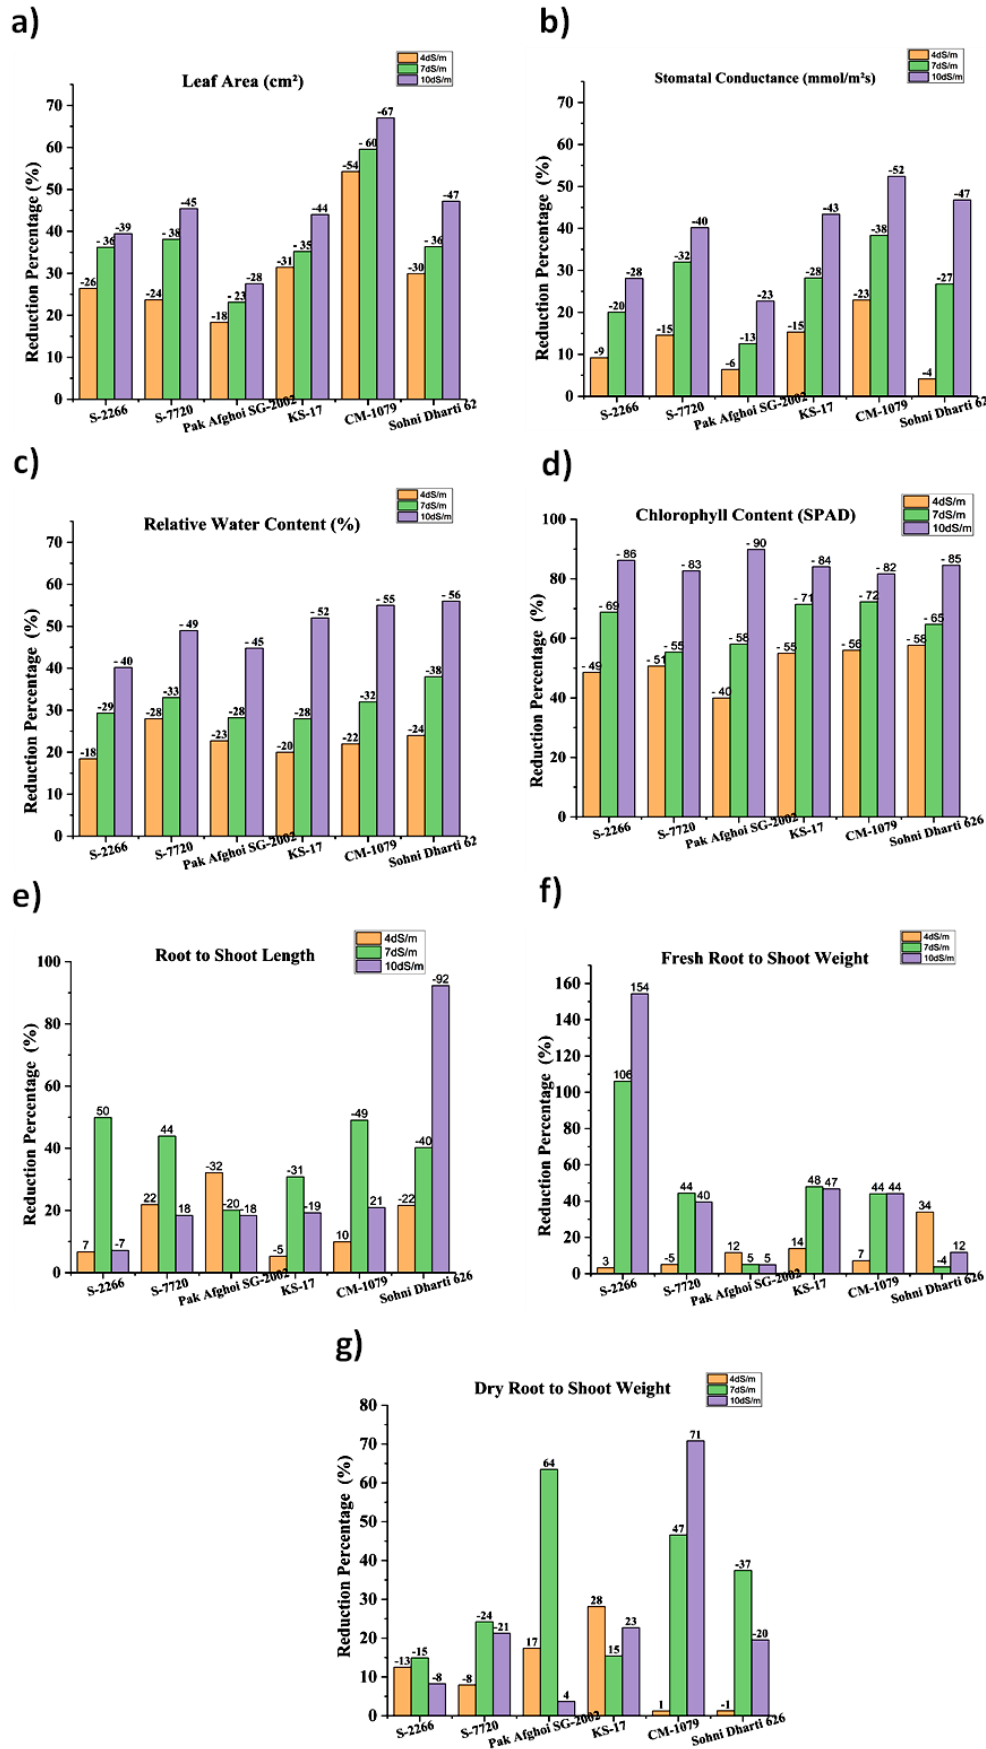 a)
Leaf Area (cm²)
4dS/m
7dS/m
10dS/m
Reduction Percentage (%)
70
60
50
40
30
20
10
0
-26 - 36 -39
-24 - 38 -45
-18 - 23 -28
-31 - 35 -44
-54 - 60 -67
-30 - 36 -47
S-2266 S-7720 Pak Afghoi SG-2002 KS-17 CM-1079 Sohni Dharti 62
b)
Stomatal Conductance (mmol/m²s)
4dS/m
7dS/m
10dS/m
Reduction Percentage (%)
70
60
50
40
30
20
10
0
-9 -20 -28
-15 -32 -40
-6 -13 -23
-15 -28 -43
-23 -38 -52
-4 -27 -47
S-2266 S-7720 Pak Afghoi SG-2002 KS-17 CM-1079 Sohni Dharti 62
c)
Relative Water Content (%)
4dS/m
7dS/m
10dS/m
Reduction Percentage (%)
70
60
50
40
30
20
10
0
-18 -29 - 40
-28 -33 - 49
-23 -28 - 45
-20 -28 - 52
-22 -32 - 55
-24 -38 - 56
S-2266 S-7720 Pak Afghoi SG-2002 KS-17 CM-1079 Sohni Dharti 62
d)
Chlorophyll Content (SPAD)
4dS/m
7dS/m
10dS/m
Reduction Percentage (%)
100
80
60
40
20
0
- 49 - 69 - 86
- 51 - 55 - 83
- 40 - 58 - 90
- 55 - 71 - 84
- 56 - 72 - 82
- 58 - 65 - 85
S-2266 S-7720 Pak Afghoi SG-2002 KS-17 CM-1079 Sohni Dharti 626
e)
Root to Shoot Length
4dS/m
7dS/m
10dS/m
Reduction Percentage (%)
100
80
60
40
20
0
7 50 -7
22 44 18
-32 -20 -18
-5 -31 -19
10 -49 21
-22 -40 -92
S-2266 S-7720 Pak Afghoi SG-2002 KS-17 CM-1079 Sohni Dharti 626
f)
Fresh Root to Shoot Weight
4dS/m
7dS/m
10dS/m
Reduction Percentage (%)
160
140
120
100
80
60
40
20
0
3 106 154
-5 44 40
12 5 5
14 48 47
7 44 44
34 -4 12
S-2266 S-7720 Pak Afghoi SG-2002 KS-17 CM-1079 Sohni Dharti 626
g)
Dry Root to Shoot Weight
4dS/m
7dS/m
10dS/m
Reduction Percentage (%)
80
70
60
50
40
30
20
10
0
-13 -15 -8
-8 -24 -21
17 64 4
28 15 23
1 47 71
-1 -37 -20
S-2266 S-7720 Pak Afghoi SG-2002 KS-17 CM-1079 Sohni Dharti 626